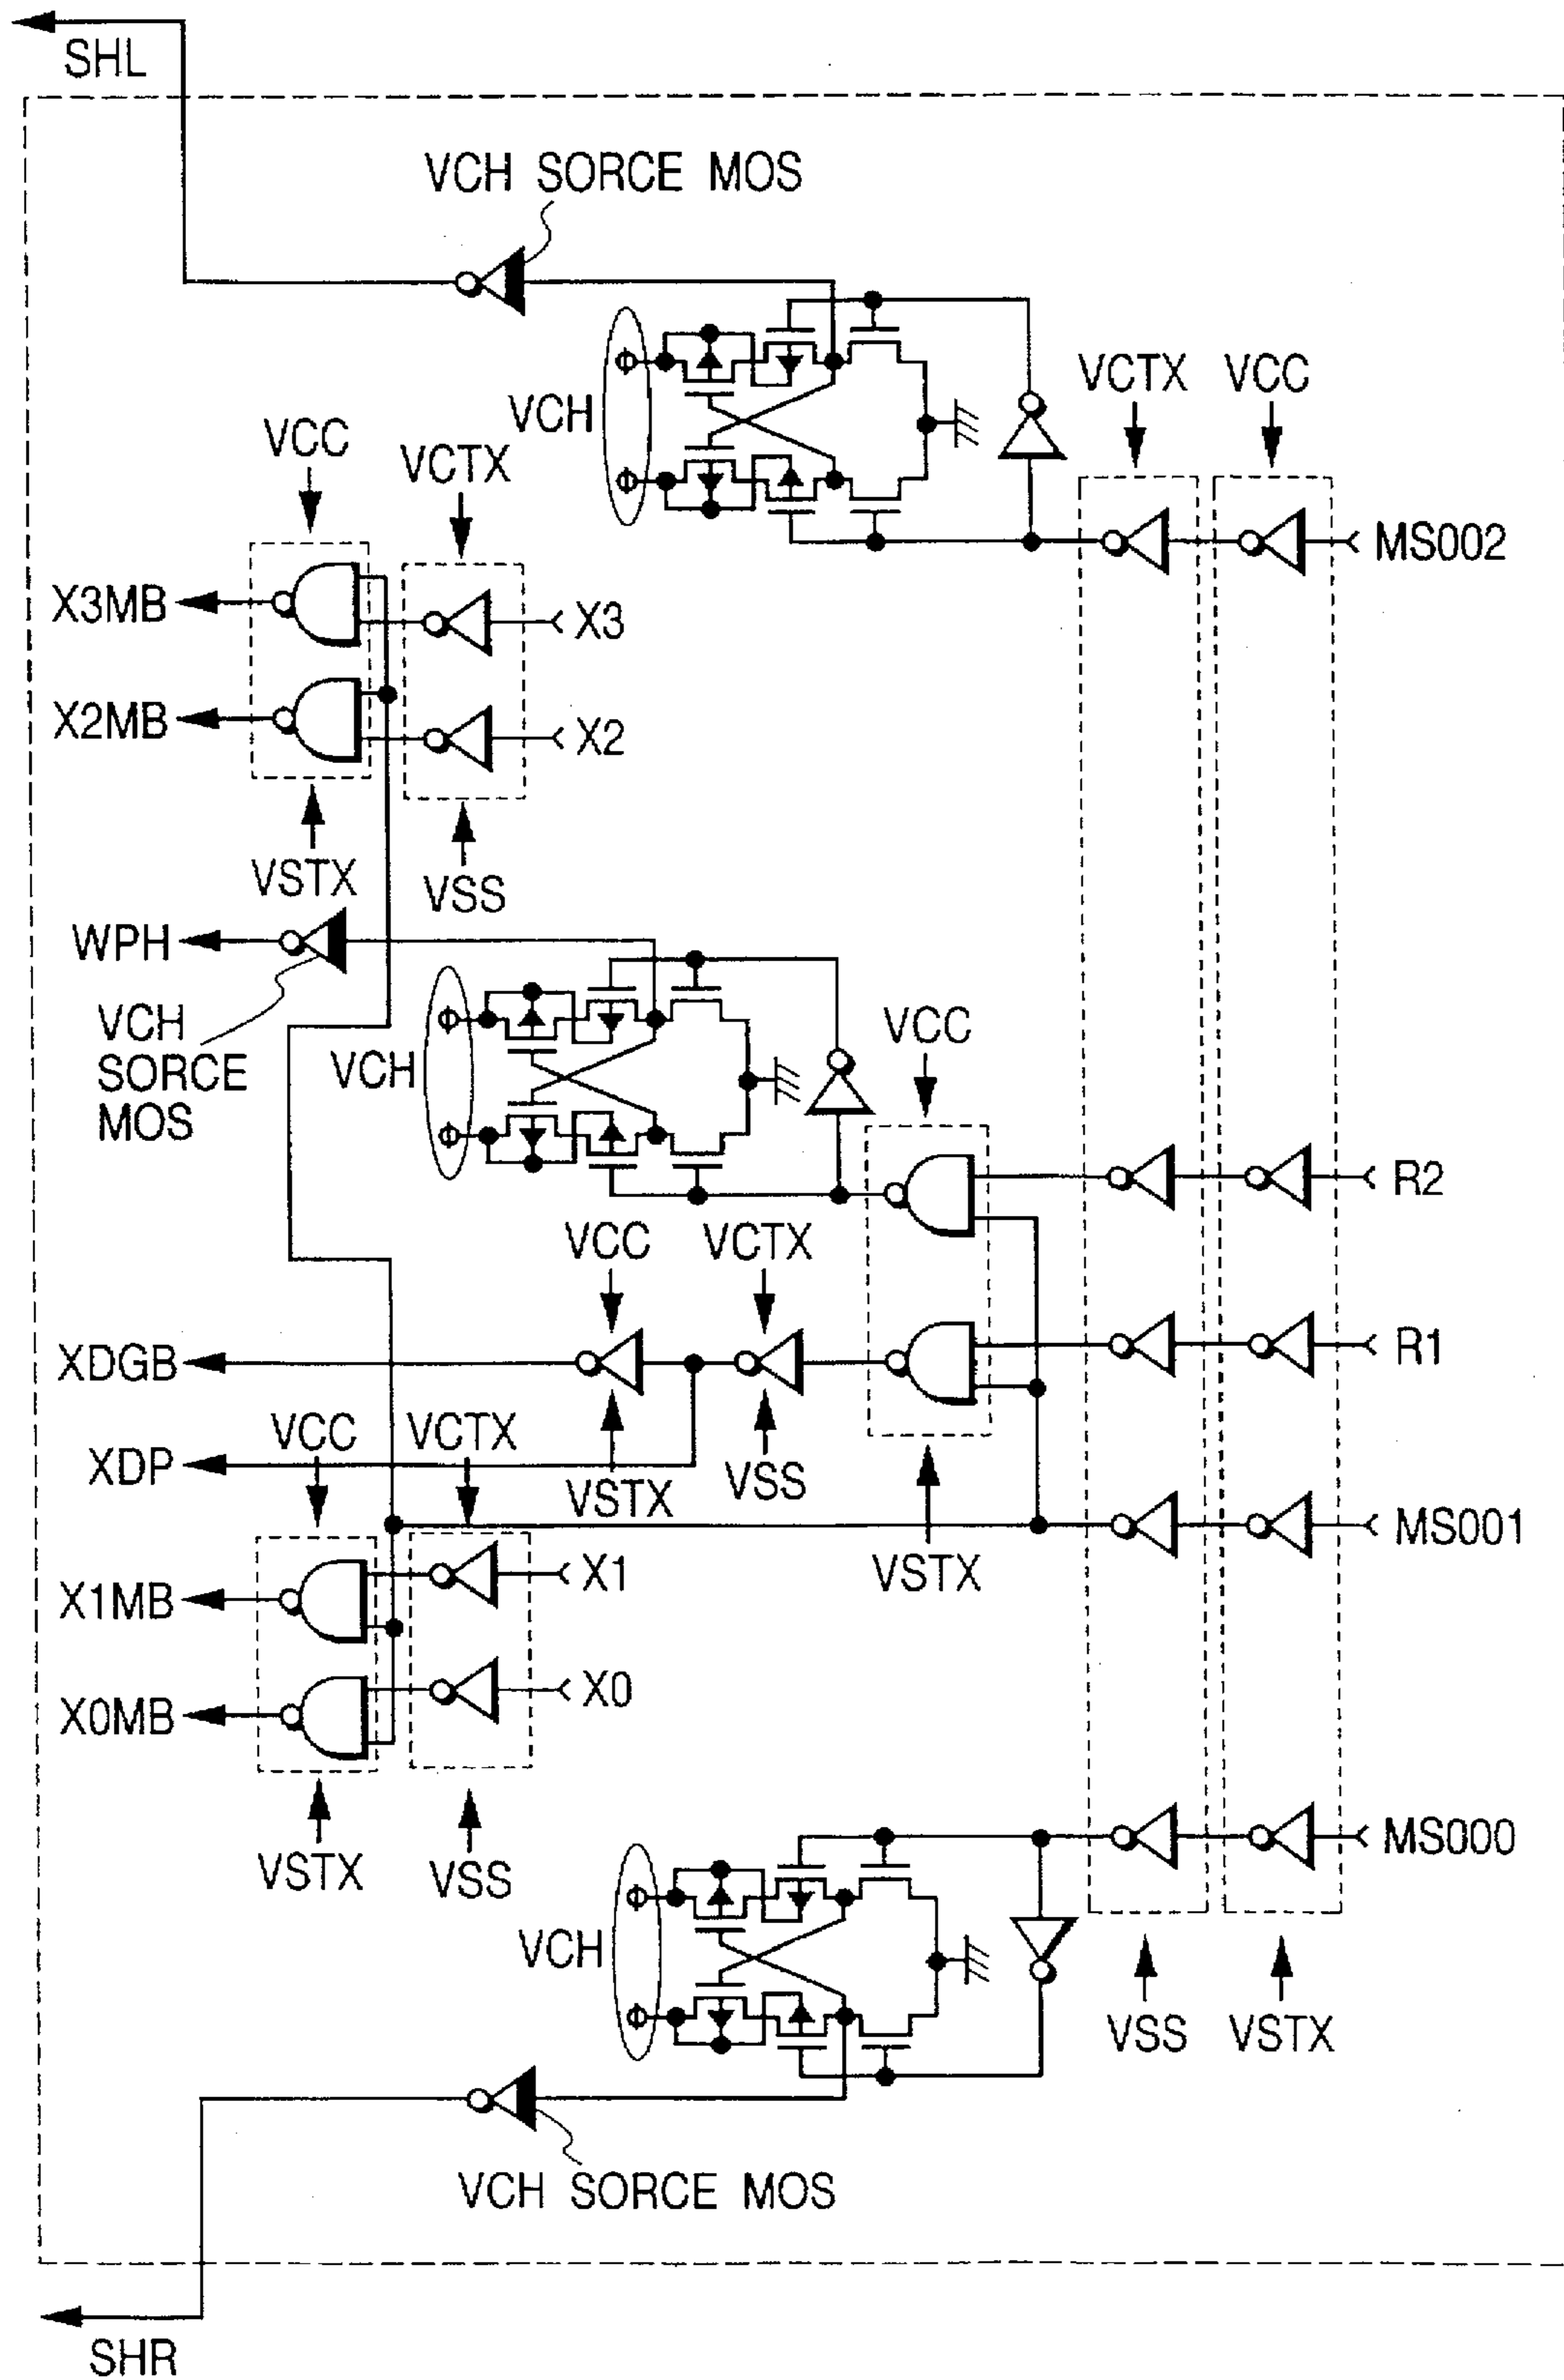 SHL
VCH SORCE MOS
VCTX VCC
VCH
VCC
VCTX
MS002
X3MB
X3
X2MB
X2
VSTX
VSS
WPH
VCH
SORCE
MOS
VCH
VCC
R2
VCC VCTX
R1
XDGB
VCC VCTX
XDP
VSTX
VSS
MS001
VSTX
X1
X1MB
X0
X0MB
MS000
VSTX
VSS
VCH
VSS VSTX
VCH SORCE MOS
SHR